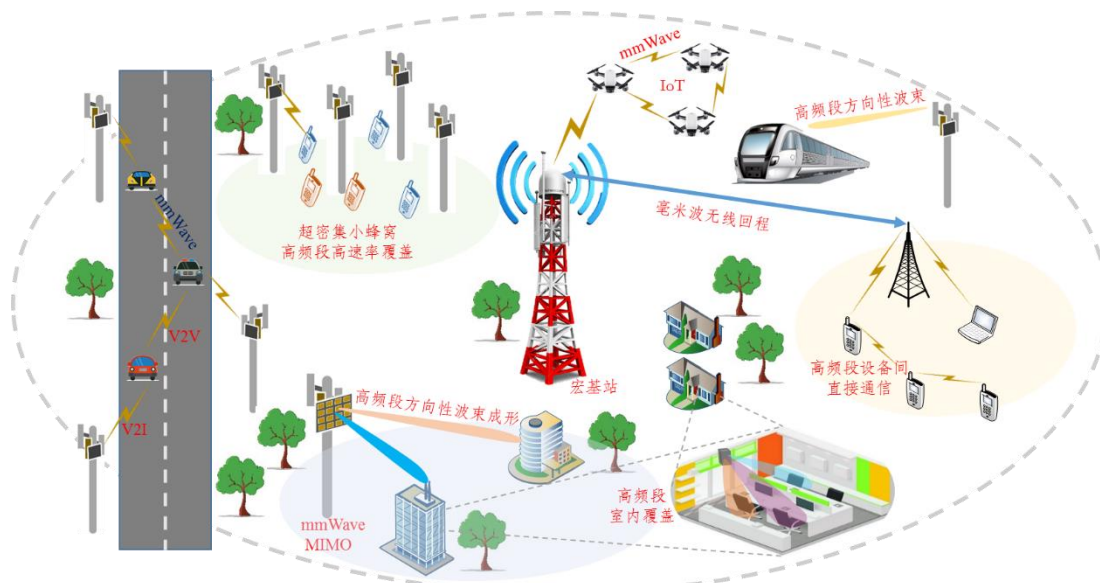 mmWave
IoT
高频段方向性波束
mmWave
超密集小蜂窝
高频段高速率覆盖
毫米波无线回程
V2V
高频段设备间
直接通信
宏基站
高频段方向性波束成形
V2I
高频段
室内覆盖
mmWave
MIMO